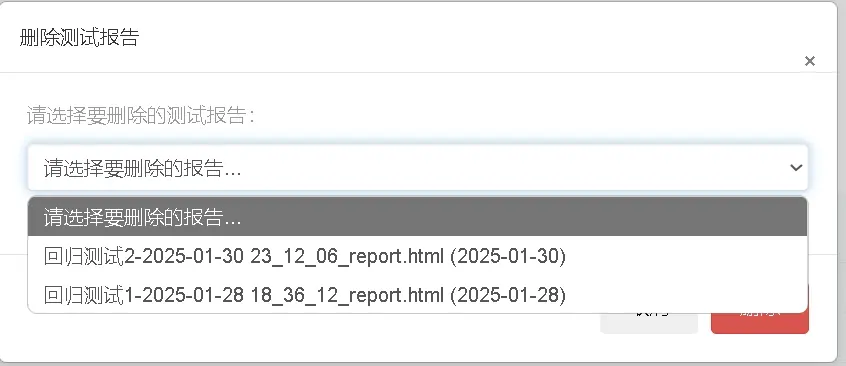 删除测试报告
×
请选择要删除的测试报告：
请选择要删除的报告...
请选择要删除的报告...
回归测试2-2025-01-30 23_12_06_report.html (2025-01-30)
回归测试1-2025-01-28 18_36_12_report.html (2025-01-28)